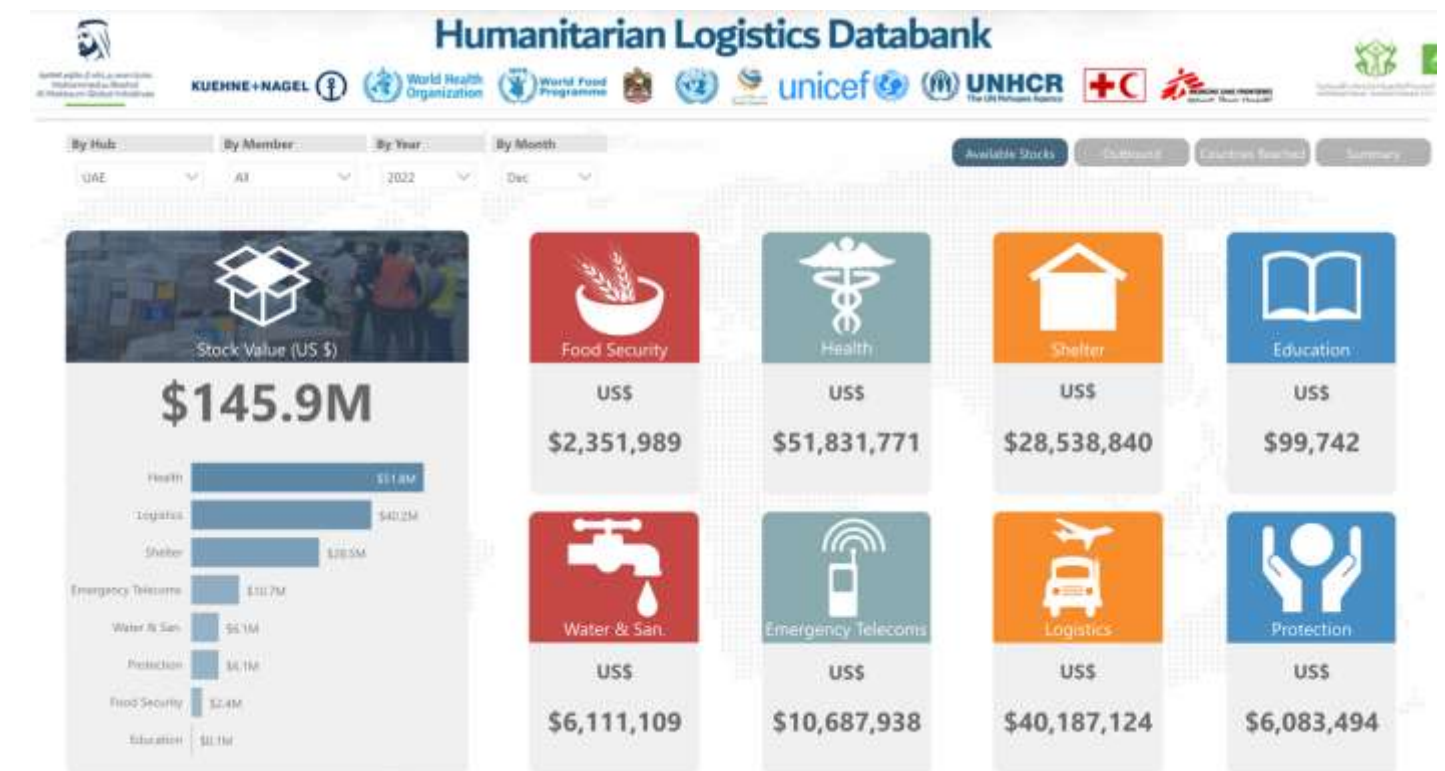 Humanitarian Logistics Databank
KUEHNE+NAGEL
World Health
Organization
World Food
Programme
unicef
UNHCR
The UN Refugee Agency
By Hub
By Member
By Year
By Month
UAE
All
2022
Dec
Available Stocks
Outbound
Countries Reached
Summary
Stock Value (US $)
$145.9M
Health
$51.8M
Logistics
$40.2M
Shelter
$28.5M
Emergency Telecoms
$10.7M
Water & San.
$6.1M
Protection
$6.1M
Food Security
$2.4M
Education
$0.1M
Food Security
US$
$2,351,989
Health
US$
$51,831,771
Shelter
US$
$28,538,840
Education
US$
$99,742
Water & San.
US$
$6,111,109
Emergency Telecoms
US$
$10,687,938
Logistics
US$
$40,187,124
Protection
US$
$6,083,494